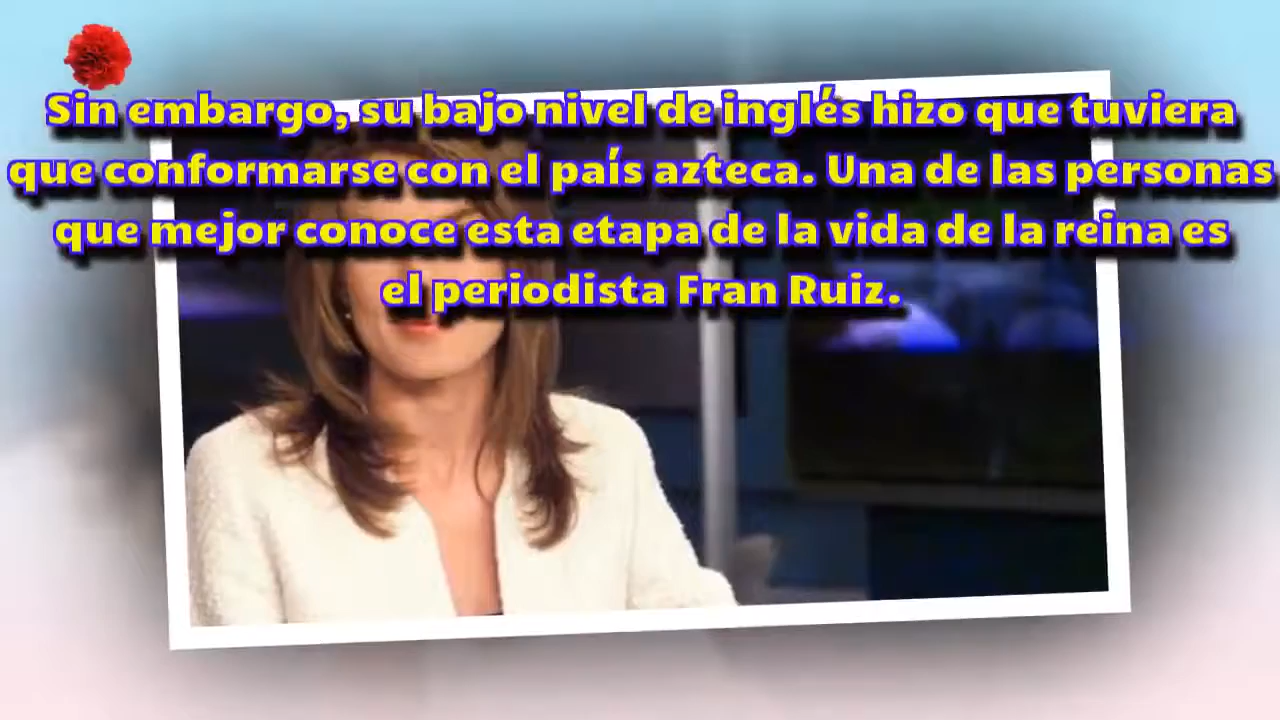 Sin embargo, su bajo nivel de inglés hizo que tuviera
que conformarse con el país azteca. Una de las personas
que mejor conoce esta etapa de la vida de la reina es
el periodista Fran Ruiz.